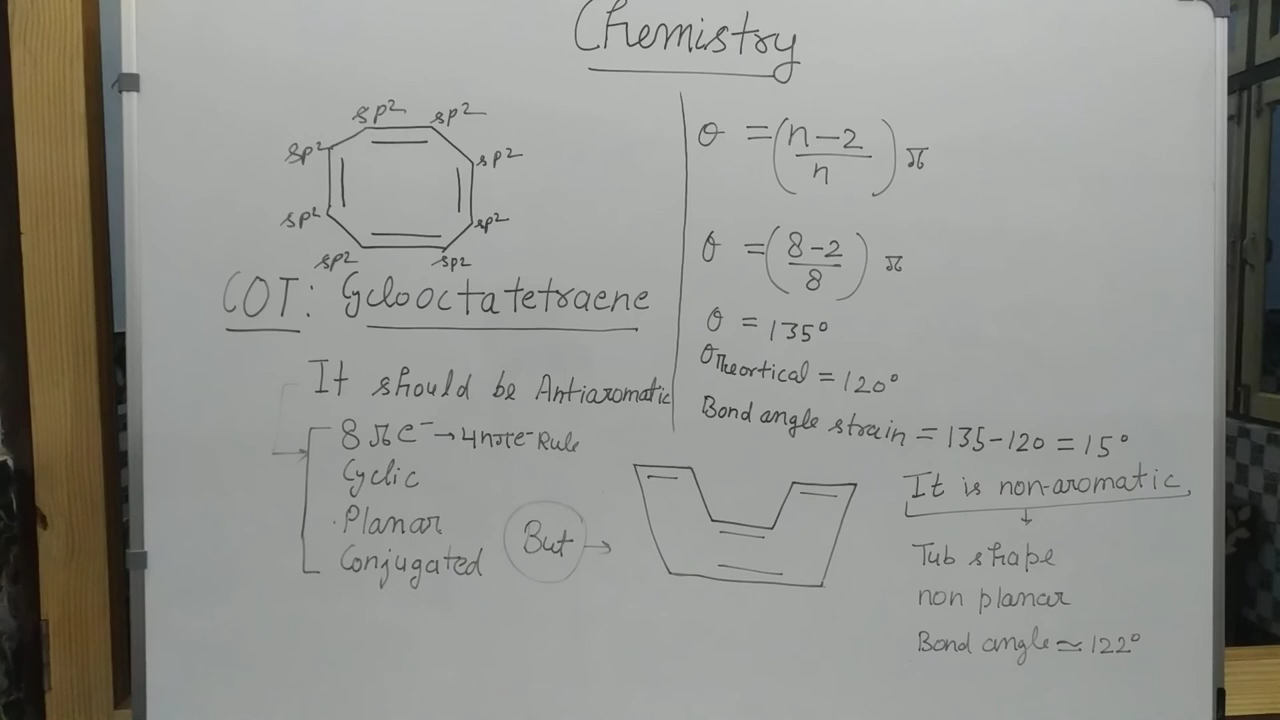 Chemistry
sp²
sp²
sp²
sp²
sp²
sp²
sp²
sp²
COT: Cyclooctatetraene
It should be Antiaromatic
8 πe⁻ → 4nπe⁻ Rule
Cyclic
Planar
Conjugated
But →
θ = (n-2/n) π
θ = (8-2/8) π
θ = 135°
θTheortical = 120°
Bond angle strain = 135-120 = 15°
It is non-aromatic,
Tub shape
non planar
Bond angle ≃ 122°